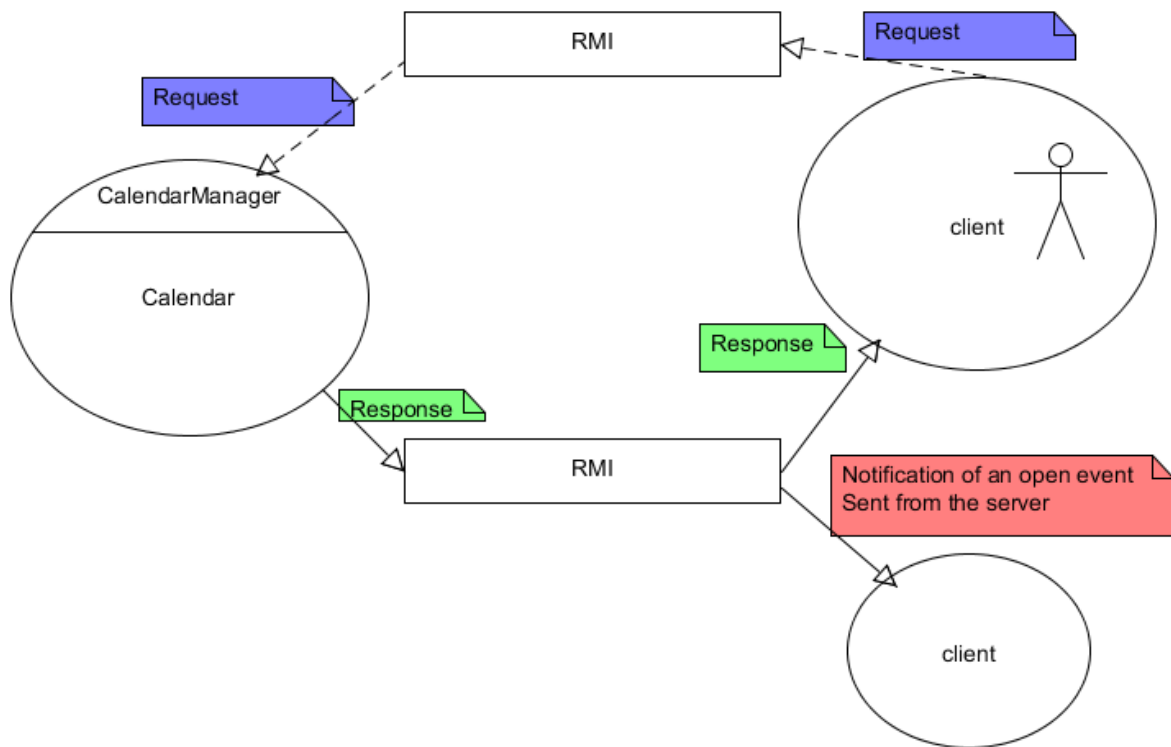 RMI
Request
Request
CalendarManager
client
Calendar
Response
Response
RMI
Notification of an open event
Sent from the server
client